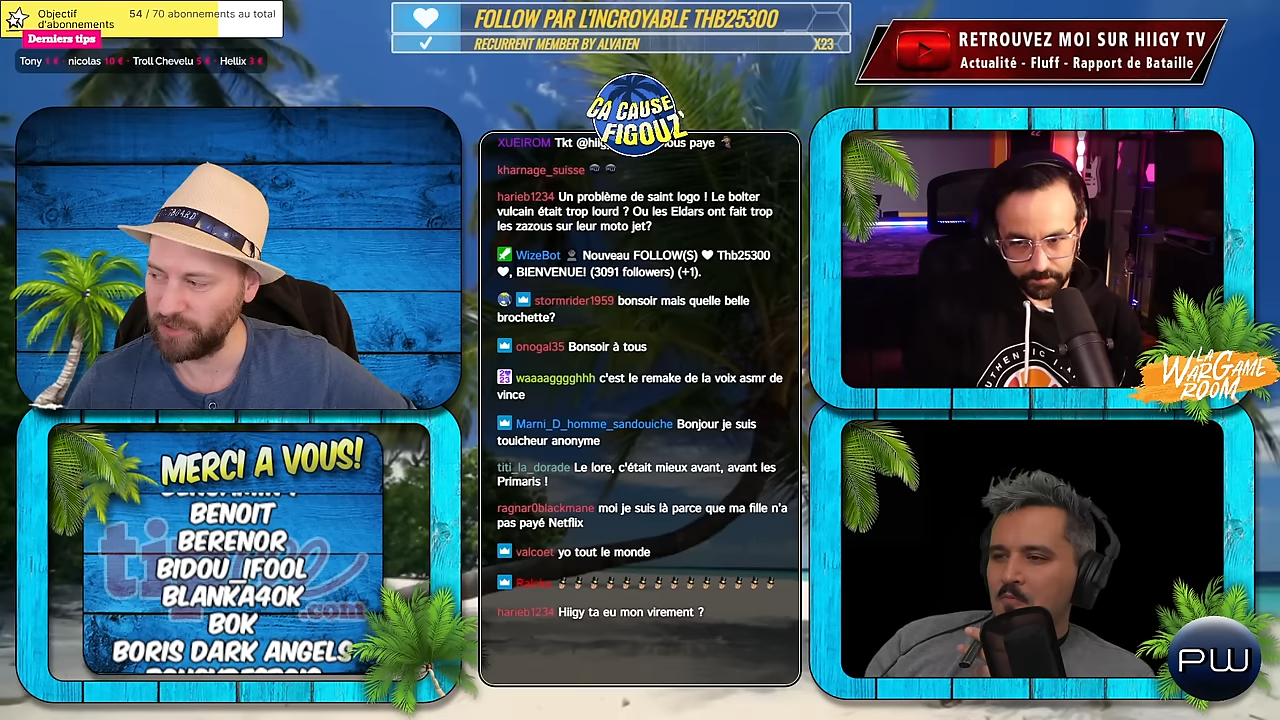 Objectif
d'abonnements
54 / 70 abonnements au total
Derniers tips
Tony 1 € · nicolas 10 € · Troll Chevelu 5 € · Hellix 3 €
FOLLOW PAR L'INCROYABLE THB25300
RECURRENT MEMBER BY ALVATEN
X23
RETROUVEZ MOI SUR HIIGY TV
Actualité - Fluff - Rapport de Bataille
CA CAUSE
FIGOUZ'
XUEIROM Tkt
paye
kharnage_suisse
harieb1234 Un problème de saint logo ! Le bolter
vulcain était trop lourd ? Ou les Eldars ont fait trop
les zazous sur leur moto jet?
WizeBot Nouveau FOLLOW(S) Thb25300
, BIENVENUE! (3091 followers) (+1).
stormrider1959 bonsoir mais quelle belle
brochette?
onogal35 Bonsoir à tous
waaaagggghhh c'est le remake de la voix asmr de
vince
Marni_D_homme_sandouiche Bonjour je suis
touicheur anonyme
titi_la_dorade Le lore, c'était mieux avant, avant les
Primaris !
ragnar0blackmane moi je suis là parce que ma fille n'a
pas payé Netflix
valcoet yo tout le monde
harieb1234 Hiigy ta eu mon virement ?
LA
WARGAME
ROOM
MERCI A VOUS!
BENOIT
BERENOR
BIDOU_IFOOL
BLANKA40K
BOK
BORIS DARK ANGELS
.com
PW